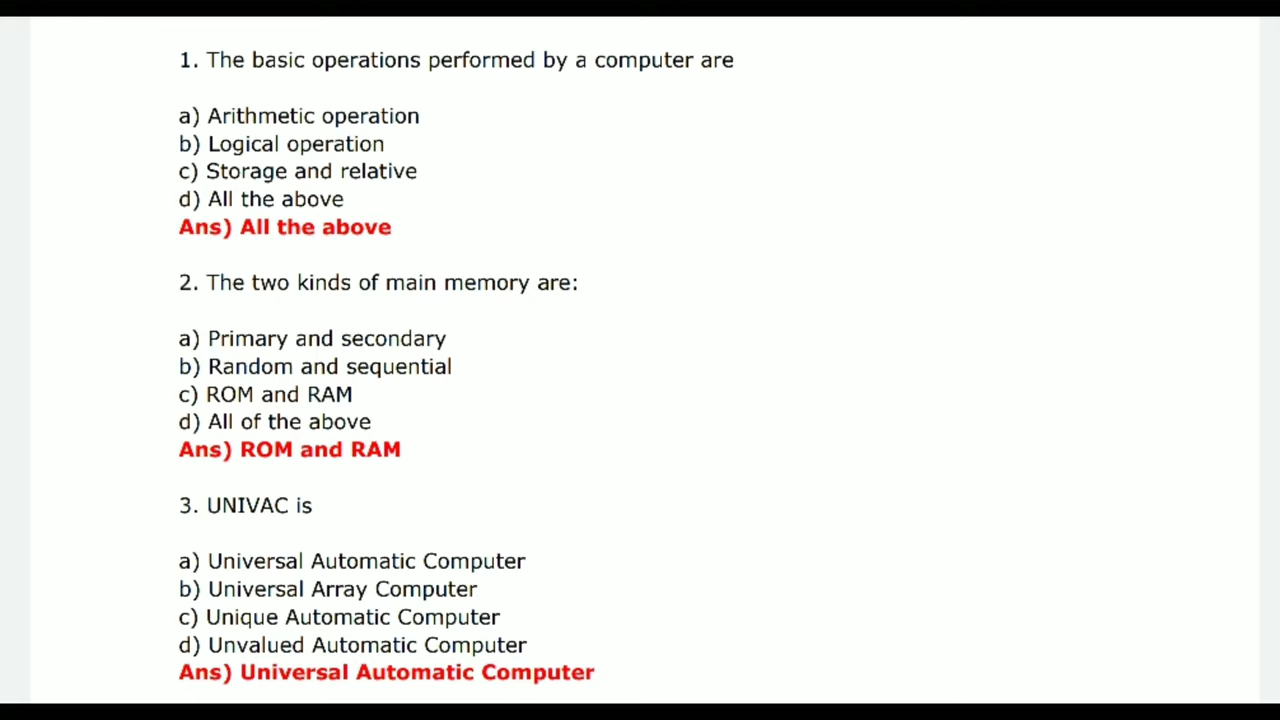 1. The basic operations performed by a computer are
a) Arithmetic operation
b) Logical operation
c) Storage and relative
d) All the above
Ans) All the above
2. The two kinds of main memory are:
a) Primary and secondary
b) Random and sequential
c) ROM and RAM
d) All of the above
Ans) ROM and RAM
3. UNIVAC is
a) Universal Automatic Computer
b) Universal Array Computer
c) Unique Automatic Computer
d) Unvalued Automatic Computer
Ans) Universal Automatic Computer